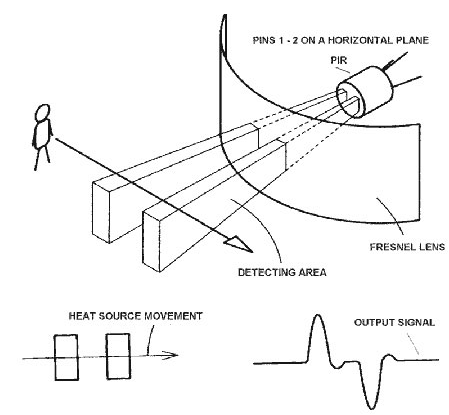 PINS 1 - 2 ON A HORIZONTAL PLANE
PIR
FRESNEL LENS
DETECTING AREA
HEAT SOURCE MOVEMENT
OUTPUT SIGNAL